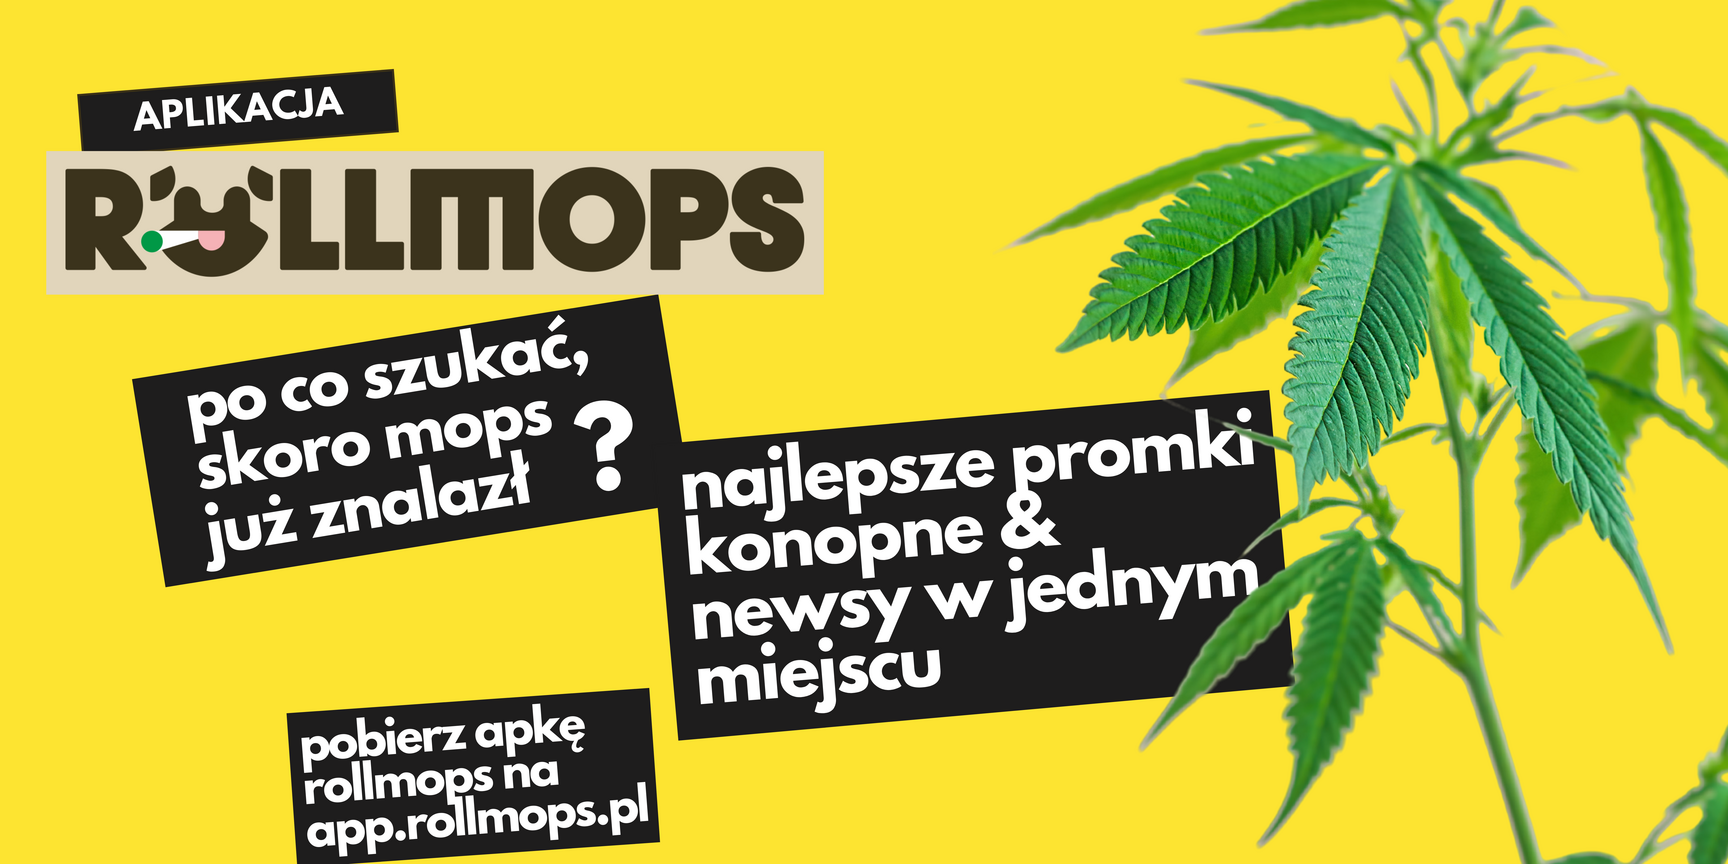 APLIKACJA
ROLLMOPS
po co szukać,
skoro mops
już znalazł ?
najlepsze promki
konopne &
newsy w jednym
miejscu
pobierz apkę
rollmops na
app.rollmops.pl